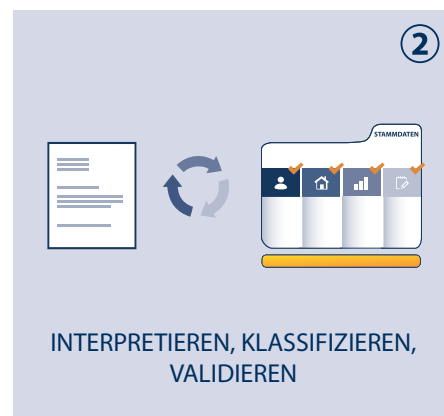 ②
STAMMDATEN
INTERPRETIEREN, KLASSIFIZIEREN,
VALIDIEREN